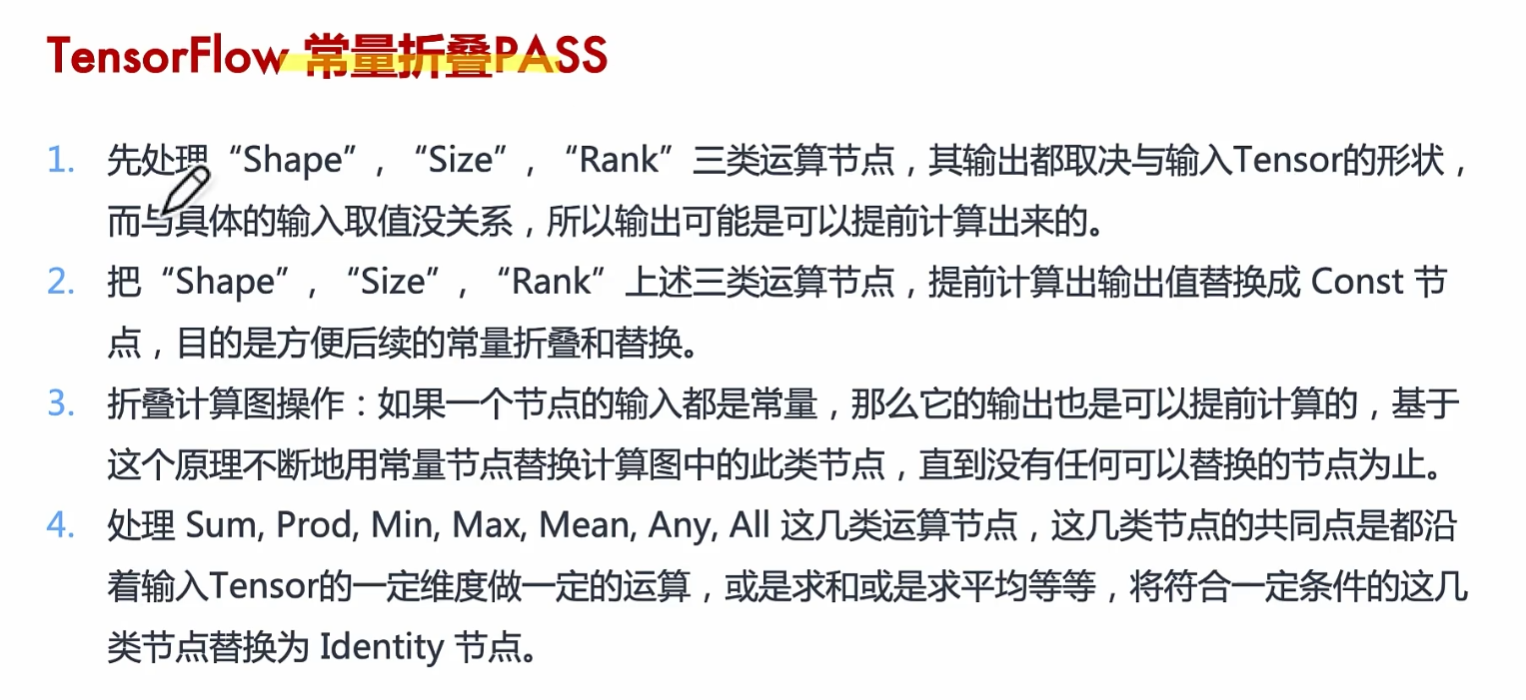 TensorFlow 常量折叠PASS
1. 先处理“Shape”，“Size”，“Rank”三类运算节点，其输出都取决与输入Tensor的形状，
而与具体的输入取值没关系，所以输出可能是可以提前计算出来的。
2. 把“Shape”，“Size”，“Rank”上述三类运算节点，提前计算出输出值替换成 Const 节
点，目的是方便后续的常量折叠和替换。
3. 折叠计算图操作：如果一个节点的输入都是常量，那么它的输出也是可以提前计算的，基于
这个原理不断地用常量节点替换计算图中的此类节点，直到没有任何可以替换的节点为止。
4. 处理 Sum, Prod, Min, Max, Mean, Any, All 这几类运算节点，这几类节点的共同点是都沿
着输入Tensor的一定维度做一定的运算，或是求和或是求平均等等，将符合一定条件的这几
类节点替换为 Identity 节点。